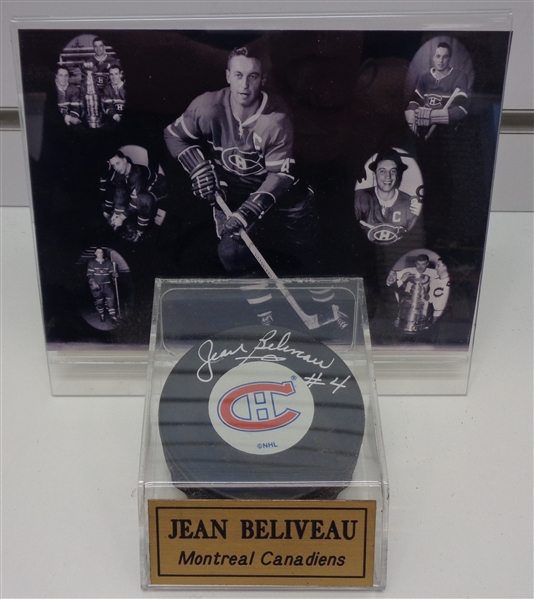 Jean Beliveau
#4
CH
®
©NHL
JEAN BELIVEAU
Montreal Canadiens